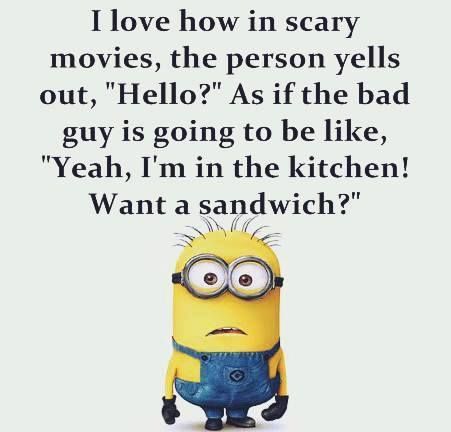 I love how in scary
movies, the person yells
out, "Hello?" As if the bad
guy is going to be like,
"Yeah, I'm in the kitchen!
Want a sandwich?"